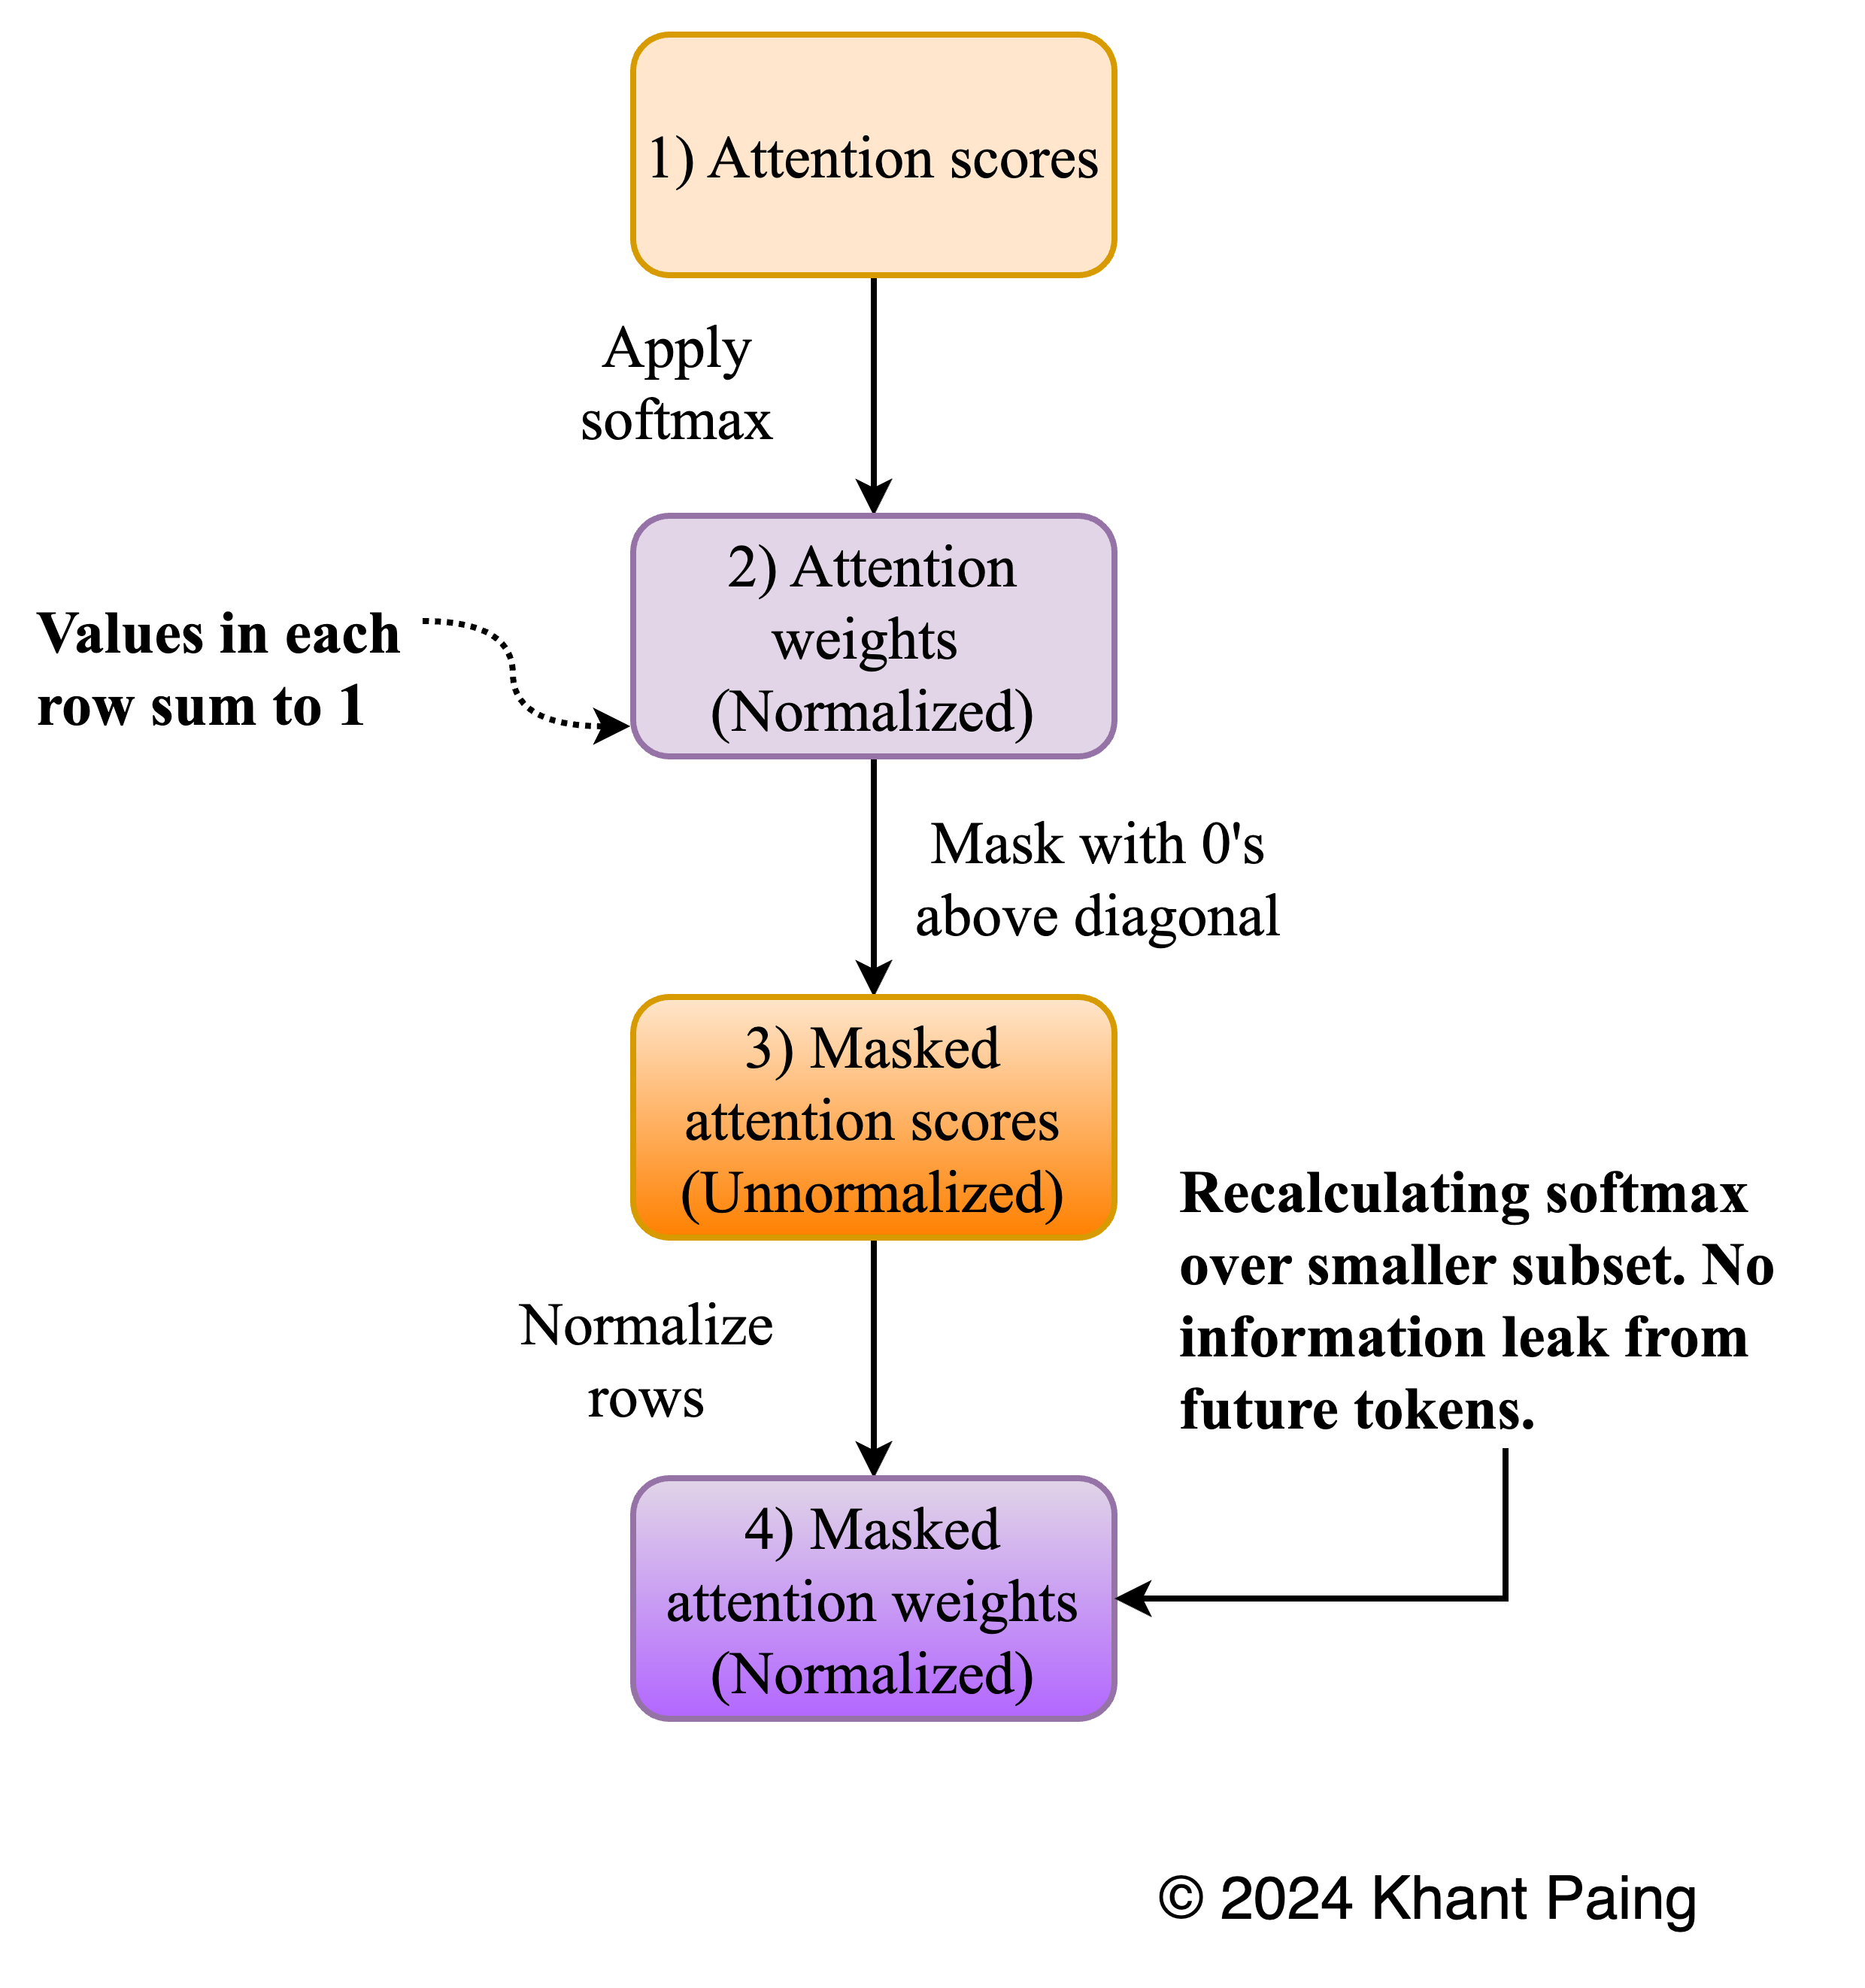 1) Attention scores
Apply
softmax
2) Attention
weights
(Normalized)
Values in each
row sum to 1
Mask with 0's
above diagonal
3) Masked
attention scores
(Unnormalized)
Recalculating softmax
over smaller subset. No
information leak from
future tokens.
Normalize
rows
4) Masked
attention weights
(Normalized)
© 2024 Khant Paing